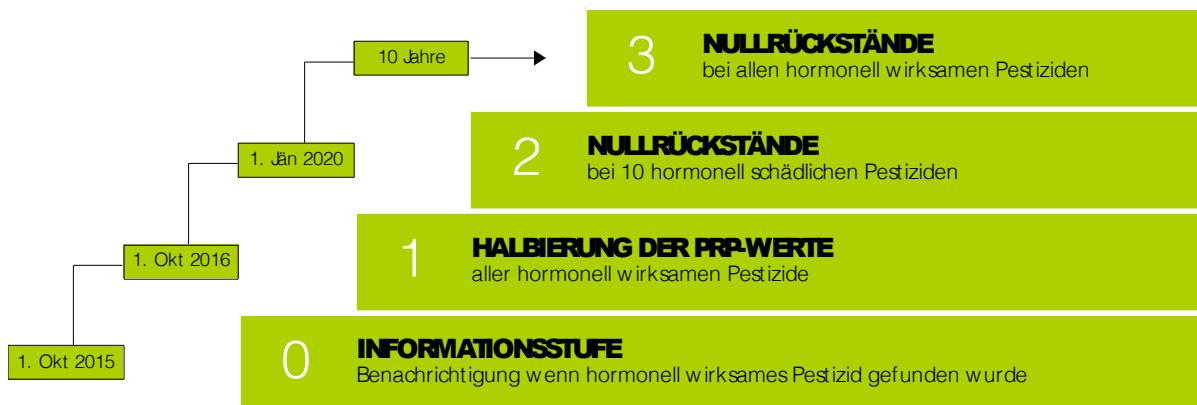 10 Jahre
3
NULLRÜCKSTÄNDE
bei allen hormonell wirksamen Pestiziden
1. Jän 2020
2
NULLRÜCKSTÄNDE
bei 10 hormonell schädlichen Pestiziden
1. Okt 2016
1
HALBIERUNG DER PRP-WERTE
aller hormonell wirksamen Pestizide
1. Okt 2015
0
INFORMATIONSSTUFE
Benachrichtigung wenn hormonell wirksames Pestizid gefunden wurde